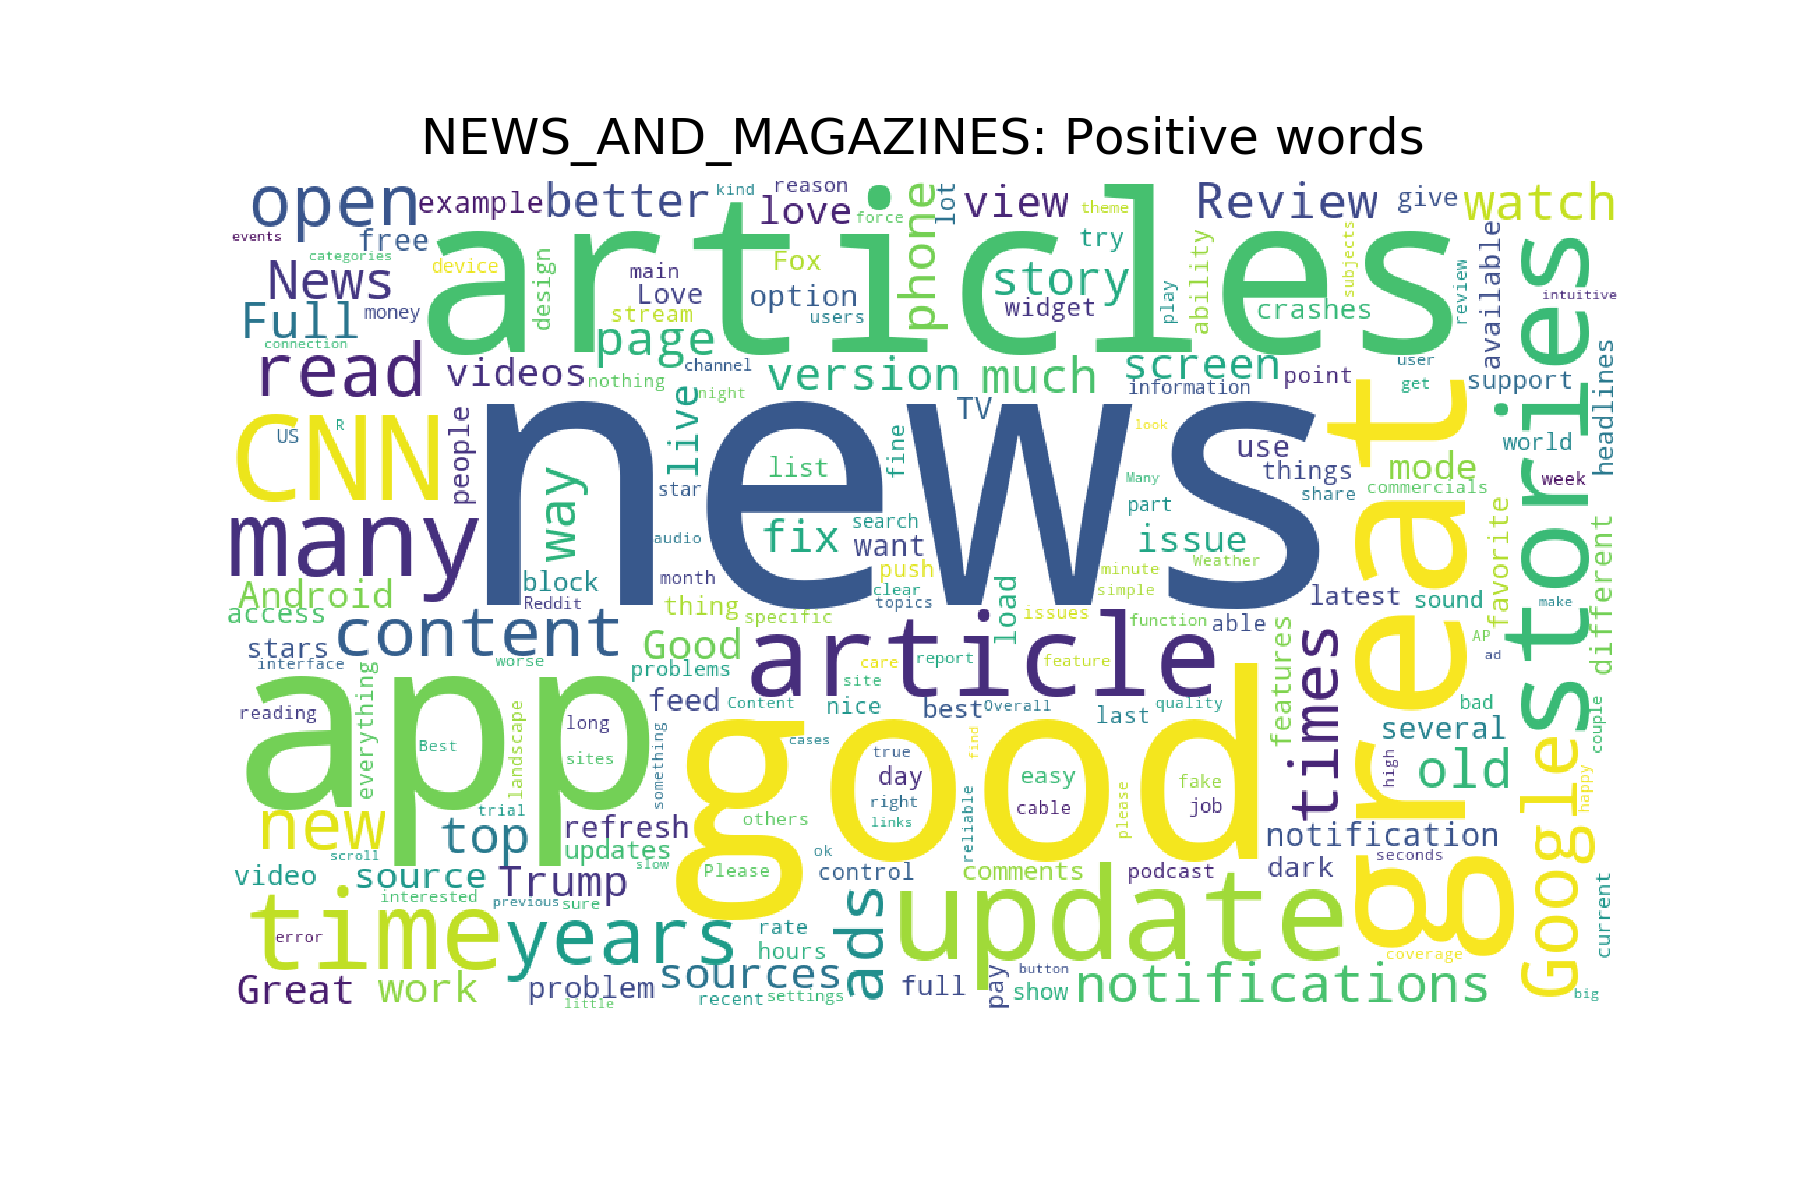 NEWS_AND_MAGAZINES: Positive words
open
example
better
kind
reason
love
force
articles
phone
lot
view
theme
Review
give
watch
events
free
categories
News
device
design
main
Love
Fox
option
story
widget
try
play
ability
crashes
subjects
review
available
intuitive
stories
Full
money
connection
stream
users
page
read
videos
nothing
channel
night
version
much
screen
information
point
user
get
support
headlines
CNN
US
R
people
live
news
TV
look
use
great
world
way
star
list
fine
Many
things
share
mode
commercials
week
many
audio
fix
search
want
part
issue
favorite
different
block
month
push
minute
Weather
Android
Reddit
thing
clear
topics
simple
latest
sound
make
access
content
specific
load
issues
function
able
AP
stars
interface
worse
Good
problems
article
care
report
feature
site
features
times
ad
reading
everything
app
landscape
long
something
feed
Content
nice
best
Overall
last
quality
several
bad
couple
Best
sites
cases
good
true
find
day
easy
fake
high
old
Google
happy
right
links
cable
job
new
trial
top
refresh
others
reliable
please
notification
scroll
updates
slow
ok
seconds
video
source
Trump
Please
control
comments
podcast
dark
current
interested
previous
sure
time
error
years
rate
hours
ads
update
coverage
Great
work
problem
sources
little
recent
settings
full
pay
button
show
notifications
big